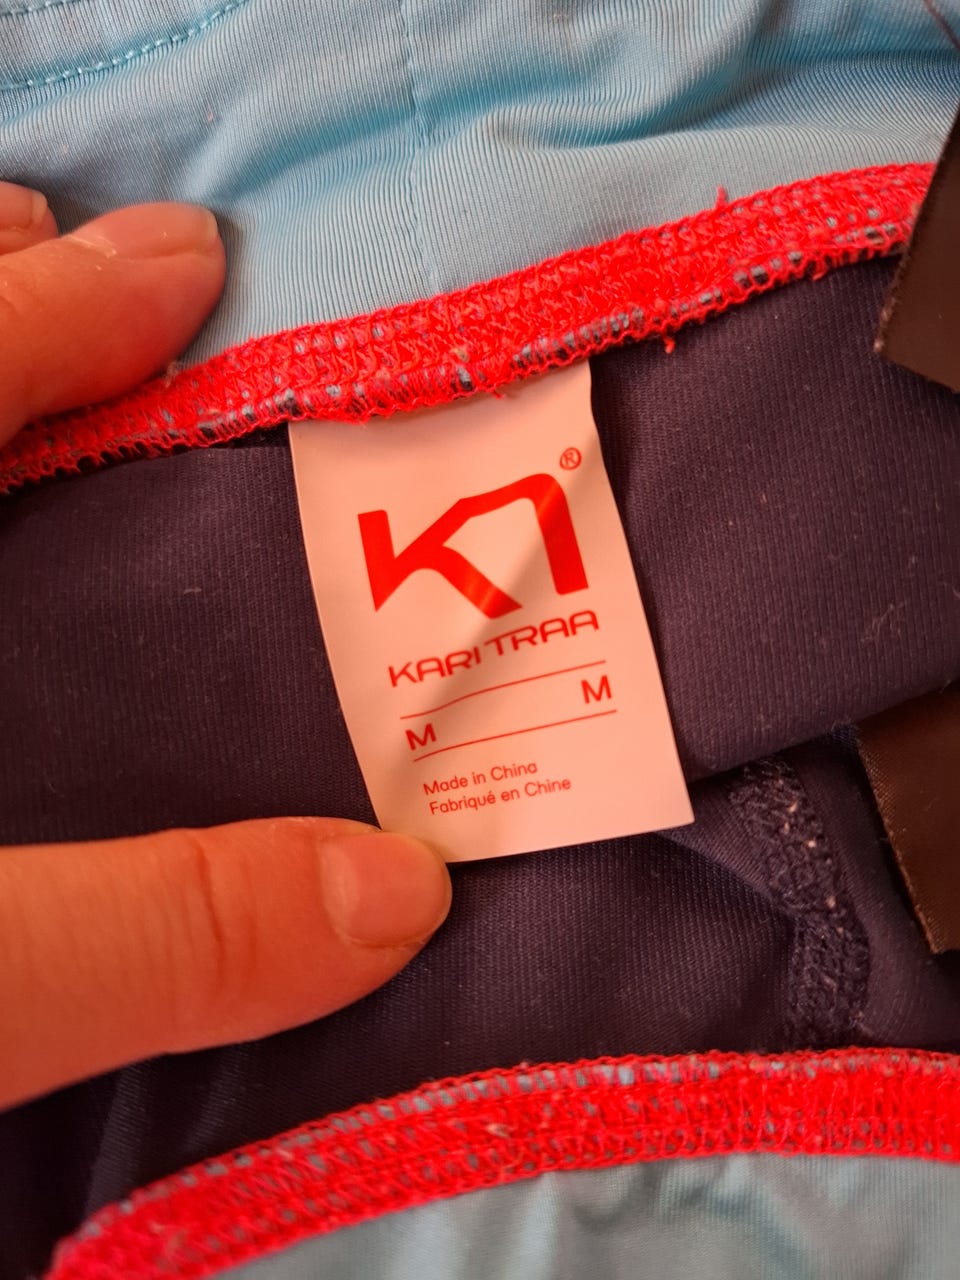 ®
KARI TRAA
M M
Made in China
Fabriqué en Chine